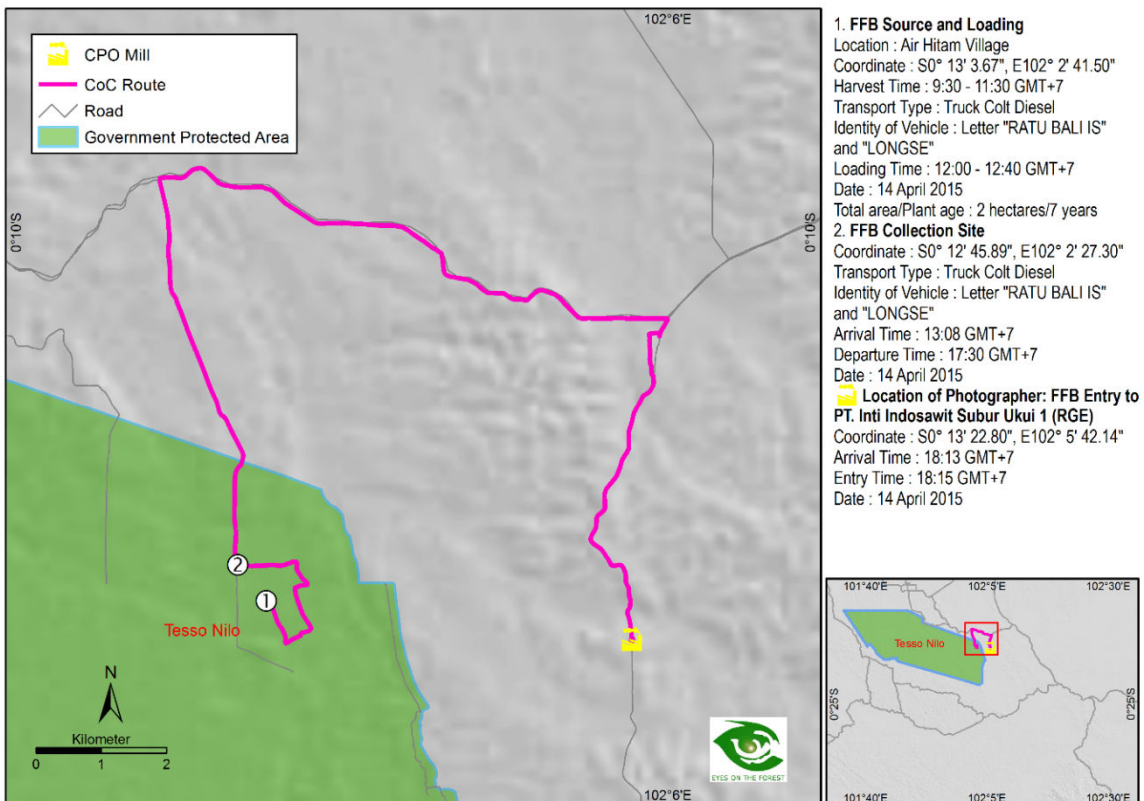 102°6'E
CPO Mill
CoC Route
Road
Government Protected Area
0°10'S
0°10'S
2
1
Tesso Nilo
N
Kilometer
0 1 2
EYES ON THE FOREST
102°6'E
1. FFB Source and Loading
Location : Air Hitam Village
Coordinate : S0° 13' 3.67", E102° 2' 41.50"
Harvest Time : 9:30 - 11:30 GMT+7
Transport Type : Truck Colt Diesel
Identity of Vehicle : Letter "RATU BALI IS"
and "LONGSE"
Loading Time : 12:00 - 12:40 GMT+7
Date : 14 April 2015
Total area/Plant age : 2 hectares/7 years
2. FFB Collection Site
Coordinate : S0° 12' 45.89", E102° 2' 27.30"
Transport Type : Truck Colt Diesel
Identity of Vehicle : Letter "RATU BALI IS"
and "LONGSE"
Arrival Time : 13:08 GMT+7
Departure Time : 17:30 GMT+7
Date : 14 April 2015
Location of Photographer: FFB Entry to
PT. Inti Indosawit Subur Ukui 1 (RGE)
Coordinate : S0° 13' 22.80", E102° 5' 42.14"
Arrival Time : 18:13 GMT+7
Entry Time : 18:15 GMT+7
Date : 14 April 2015
101°40'E 102°5'E 102°30'E
Tesso Nilo
0°25'S
0°25'S
101°40'E 102°5'E 102°30'E